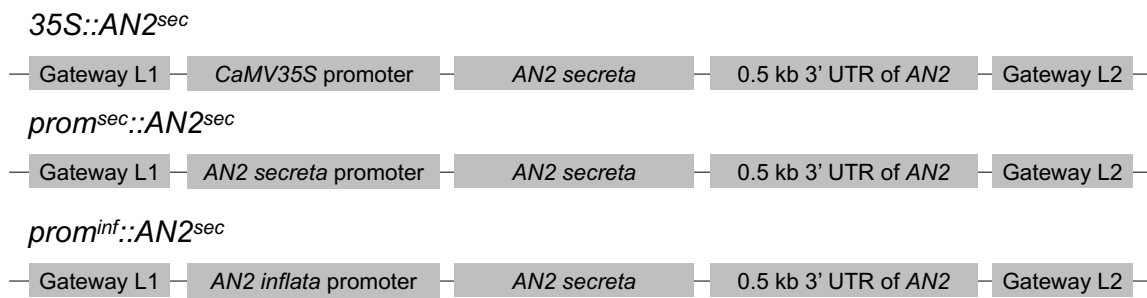 35S::AN2sec
Gateway L1 CaMV35S promoter AN2 secreta 0.5 kb 3’ UTR of AN2 Gateway L2
promsec::AN2sec
Gateway L1 AN2 secreta promoter AN2 secreta 0.5 kb 3’ UTR of AN2 Gateway L2
prominf::AN2sec
Gateway L1 AN2 inflata promoter AN2 secreta 0.5 kb 3’ UTR of AN2 Gateway L2